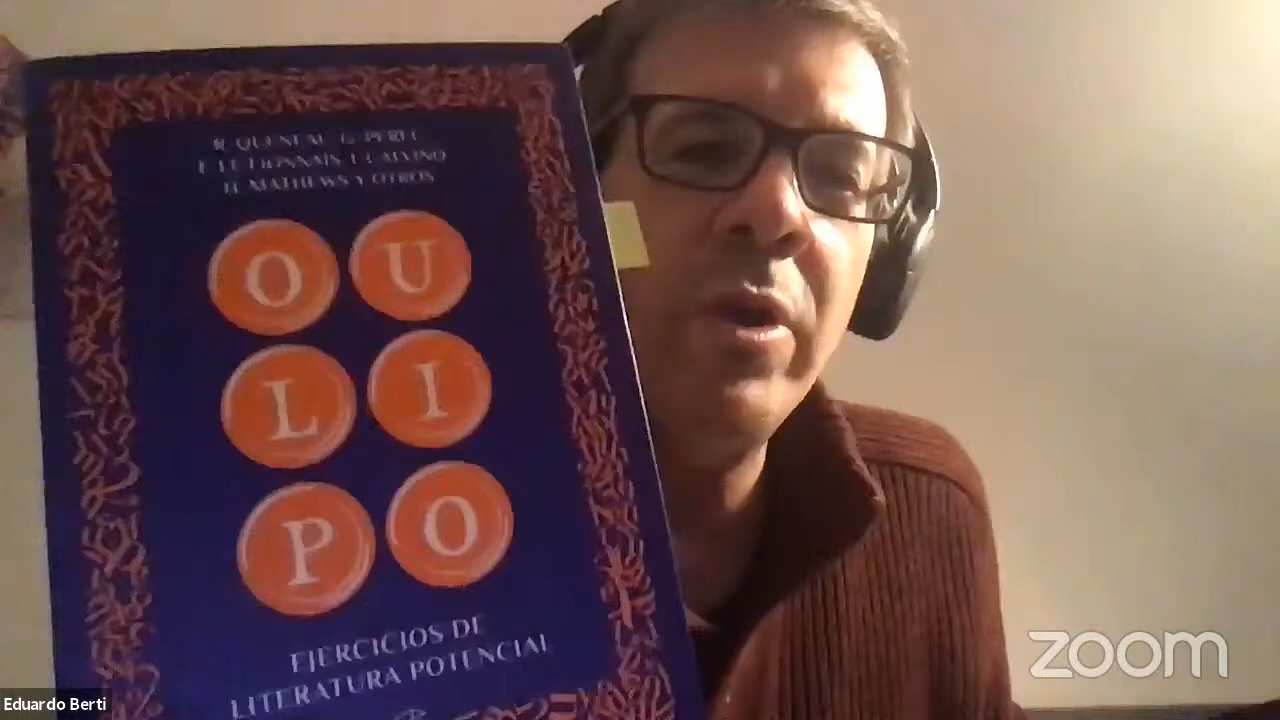 R. QUENEAU, G. PEREC,
F. LE LIONNAIS, I. CALVINO
H. MATHEWS Y OTROS
O U
L I
P O
EJERCICIOS DE
LITERATURA POTENCIAL
Eduardo Berti
zoom